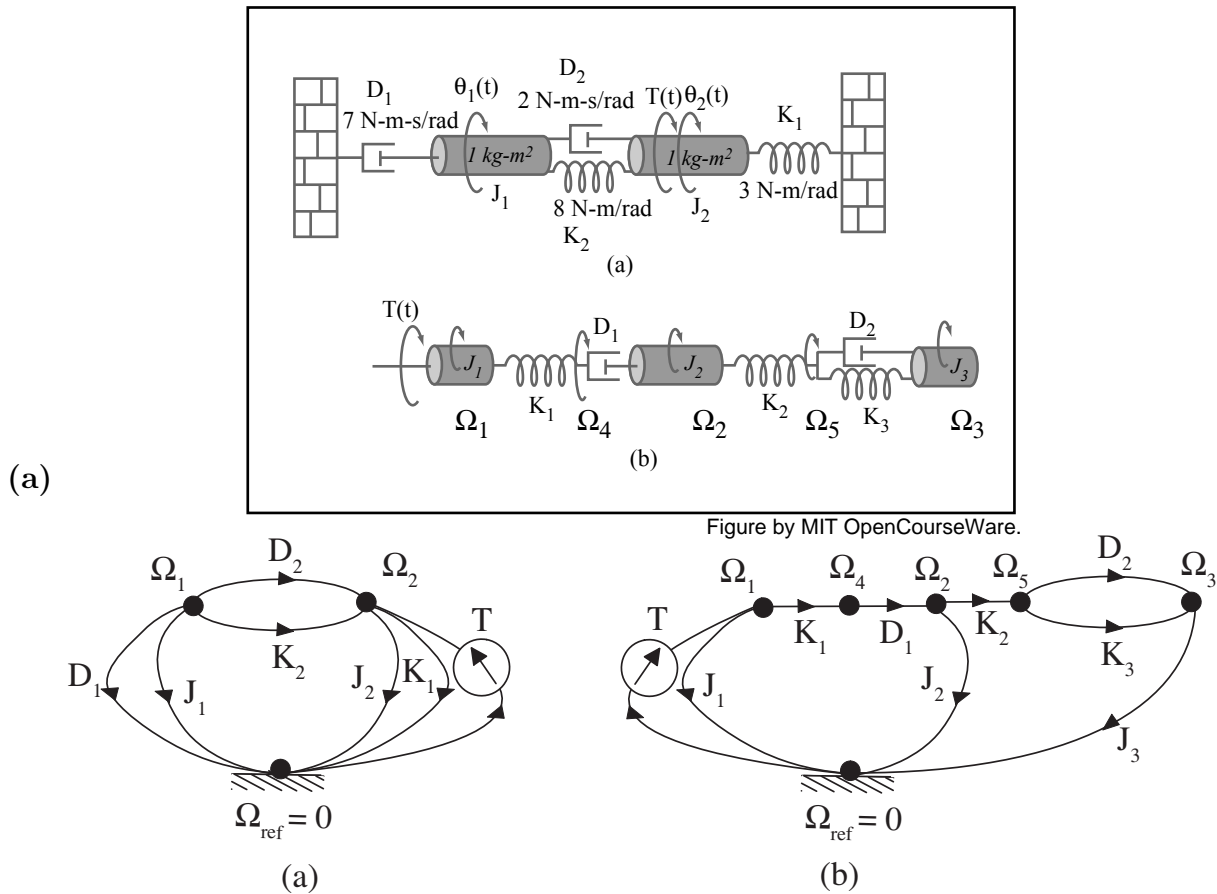 D₁
7 N-m-s/rad
θ₁(t)
D₂
2 N-m-s/rad
T(t) θ₂(t)
K₁
1 kg-m²
1 kg-m²
J₁
8 N-m/rad
K₂
J₂
3 N-m/rad
(a)
T(t)
J₁
K₁
D₁
J₂
K₂
D₂
K₃
J₃
Ω₁
Ω₄
Ω₂
Ω₅
Ω₃
(b)
(a)
Figure by MIT OpenCourseWare.
Ω₁
D₂
Ω₂
K₂
T
D₁
J₁
J₂
K₁
Ω_ref = 0
(a)
Ω₁
Ω₄
Ω₂
Ω₅
D₂
Ω₃
T
K₁
D₁
K₂
K₃
J₁
J₂
J₃
Ω_ref = 0
(b)